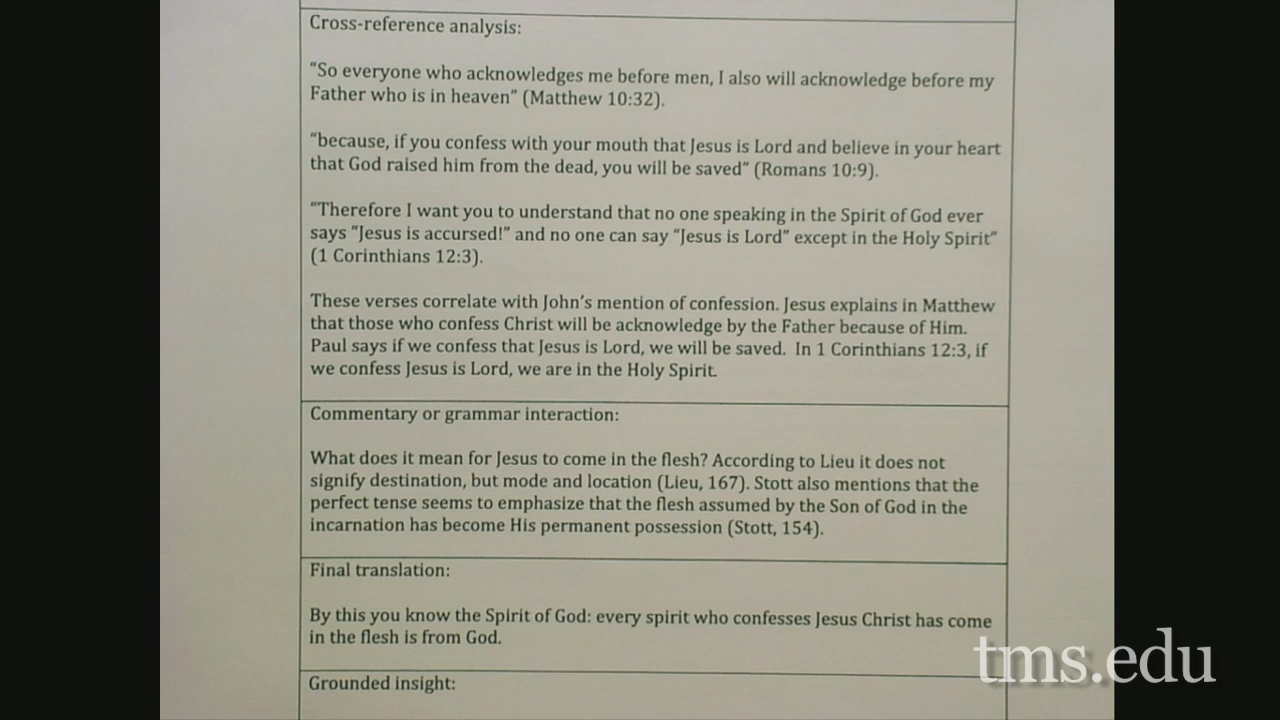 Cross-reference analysis:
“So everyone who acknowledges me before men, I also will acknowledge before my
Father who is in heaven” (Matthew 10:32).
“because, if you confess with your mouth that Jesus is Lord and believe in your heart
that God raised him from the dead, you will be saved” (Romans 10:9).
“Therefore I want you to understand that no one speaking in the Spirit of God ever
says “Jesus is accursed!” and no one can say “Jesus is Lord” except in the Holy Spirit”
(1 Corinthians 12:3).
These verses correlate with John’s mention of confession. Jesus explains in Matthew
that those who confess Christ will be acknowledge by the Father because of Him.
Paul says if we confess that Jesus is Lord, we will be saved.  In 1 Corinthians 12:3, if
we confess Jesus is Lord, we are in the Holy Spirit.
Commentary or grammar interaction:
What does it mean for Jesus to come in the flesh? According to Lieu it does not
signify destination, but mode and location (Lieu, 167). Stott also mentions that the
perfect tense seems to emphasize that the flesh assumed by the Son of God in the
incarnation has become His permanent possession (Stott, 154).
Final translation:
By this you know the Spirit of God: every spirit who confesses Jesus Christ has come
in the flesh is from God.
Grounded insight:
tms.edu